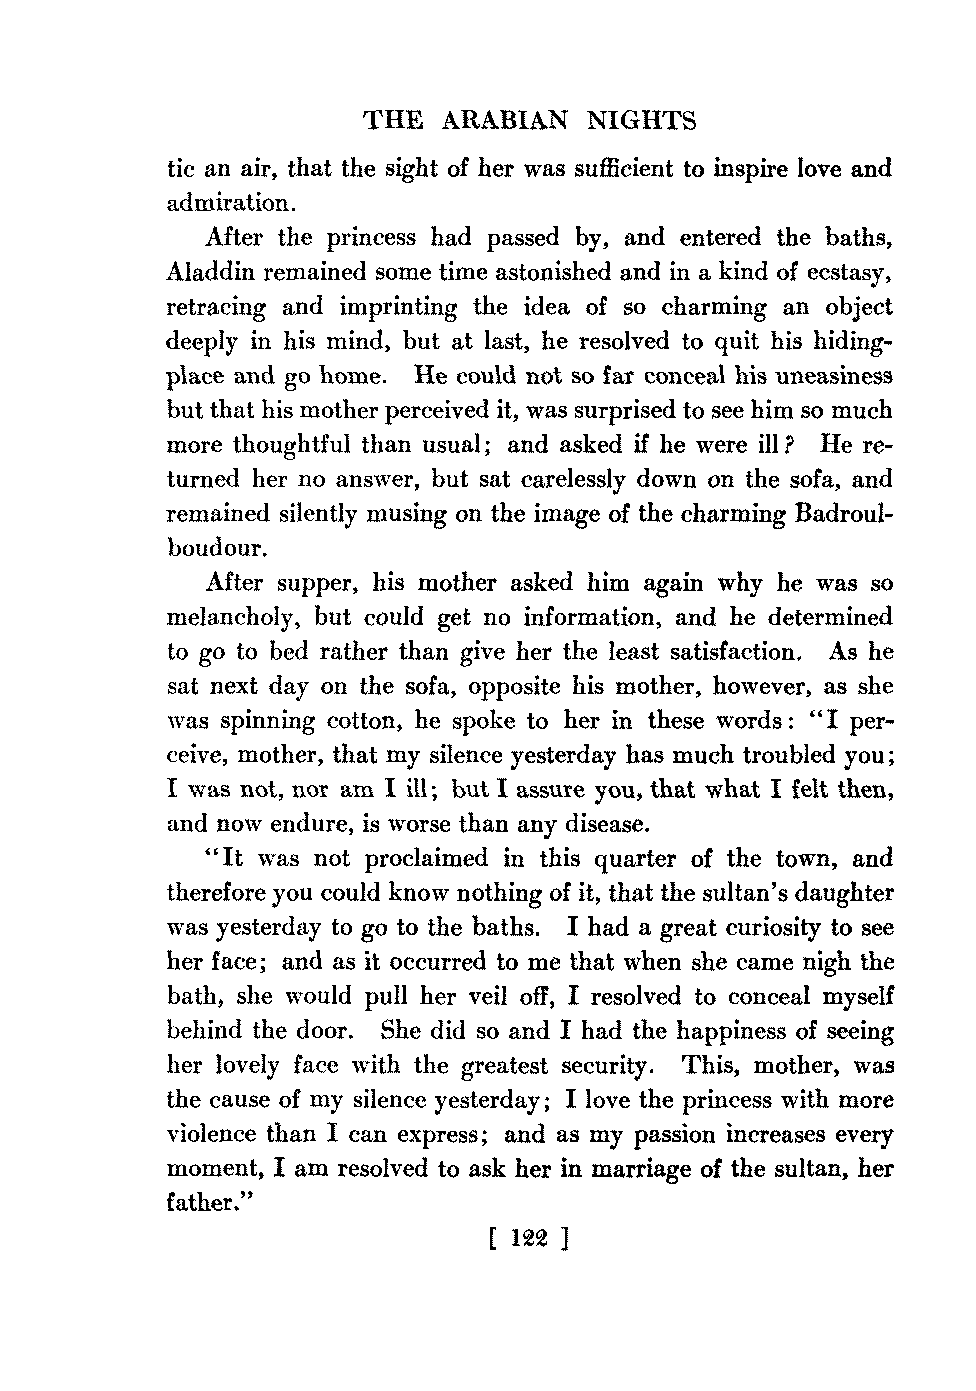 THE ARABIAN NIGHTS
tic an air, that the sight of her was sufficient to inspire love and
admiration.
After the princess had passed by, and entered the baths,
Aladdin remained some time astonished and in a kind of ecstasy,
retracing and imprinting the idea of so charming an object
deeply in his mind, but at last, he resolved to quit his hiding-
place and go home. He could not so far conceal his uneasiness
but that his mother perceived it, was surprised to see him so much
more thoughtful than usual; and asked if he were ill? He re-
turned her no answer, but sat carelessly down on the sofa, and
remained silently musing on the image of the charming Badroul-
boudour.
After supper, his mother asked him again why he was so
melancholy, but could get no information, and he determined
to go to bed rather than give her the least satisfaction. As he
sat next day on the sofa, opposite his mother, however, as she
was spinning cotton, he spoke to her in these words: “I per-
ceive, mother, that my silence yesterday has much troubled you;
I was not, nor am I ill; but I assure you, that what I felt then,
and now endure, is worse than any disease.
“It was not proclaimed in this quarter of the town, and
therefore you could know nothing of it, that the sultan’s daughter
was yesterday to go to the baths. I had a great curiosity to see
her face; and as it occurred to me that when she came nigh the
bath, she would pull her veil off, I resolved to conceal myself
behind the door. She did so and I had the happiness of seeing
her lovely face with the greatest security. This, mother, was
the cause of my silence yesterday; I love the princess with more
violence than I can express; and as my passion increases every
moment, I am resolved to ask her in marriage of the sultan, her
father.”
[ 122 ]